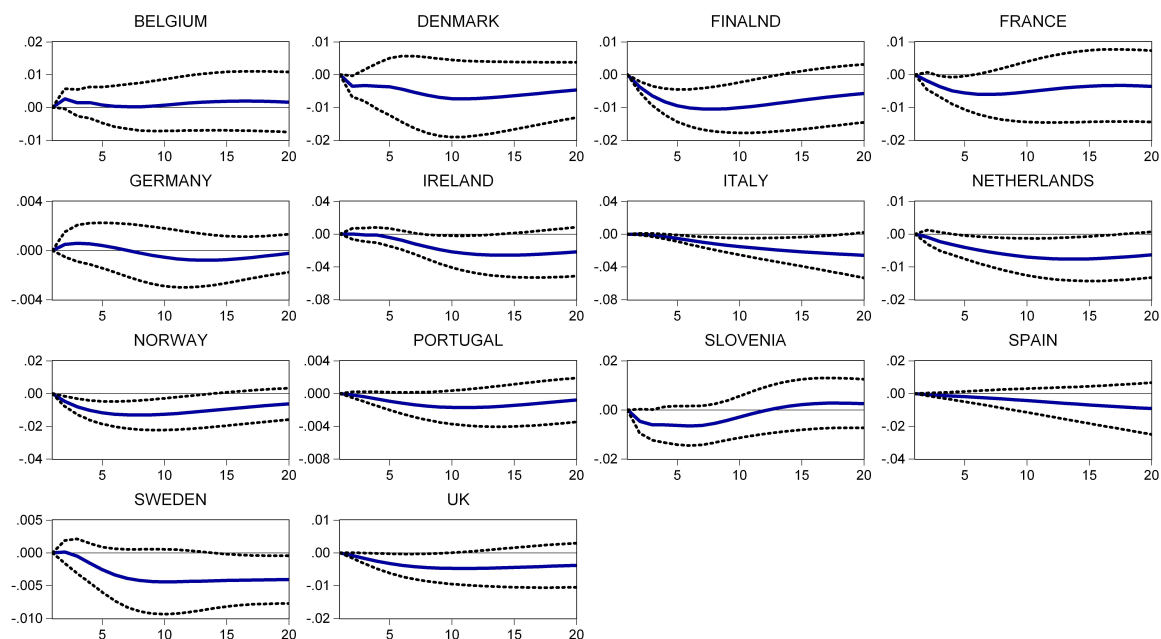 BELGIUM DENMARK FINALND FRANCE
.02 .01 .01 .01
.01 .00 .00 .00
.00 -.01 -.01 -.01
-.01 -.02 -.02 -.02
5 10 15 20 5 10 15 20 5 10 15 20 5 10 15 20
GERMANY IRELAND ITALY NETHERLANDS
.004 .04 .04 .01
.000 .00 .00 .00
-.04 -.04 -.01
-.004 -.08 -.08 -.02
5 10 15 20 5 10 15 20 5 10 15 20 5 10 15 20
NORWAY PORTUGAL SLOVENIA SPAIN
.02 .004 .02 .02
.00 .000 .00 .00
-.02 -.004 -.02
-.04 -.008 -.02 -.04
5 10 15 20 5 10 15 20 5 10 15 20 5 10 15 20
SWEDEN UK
.005 .01
.000 .00
-.005 -.01
-.010 -.02
5 10 15 20 5 10 15 20